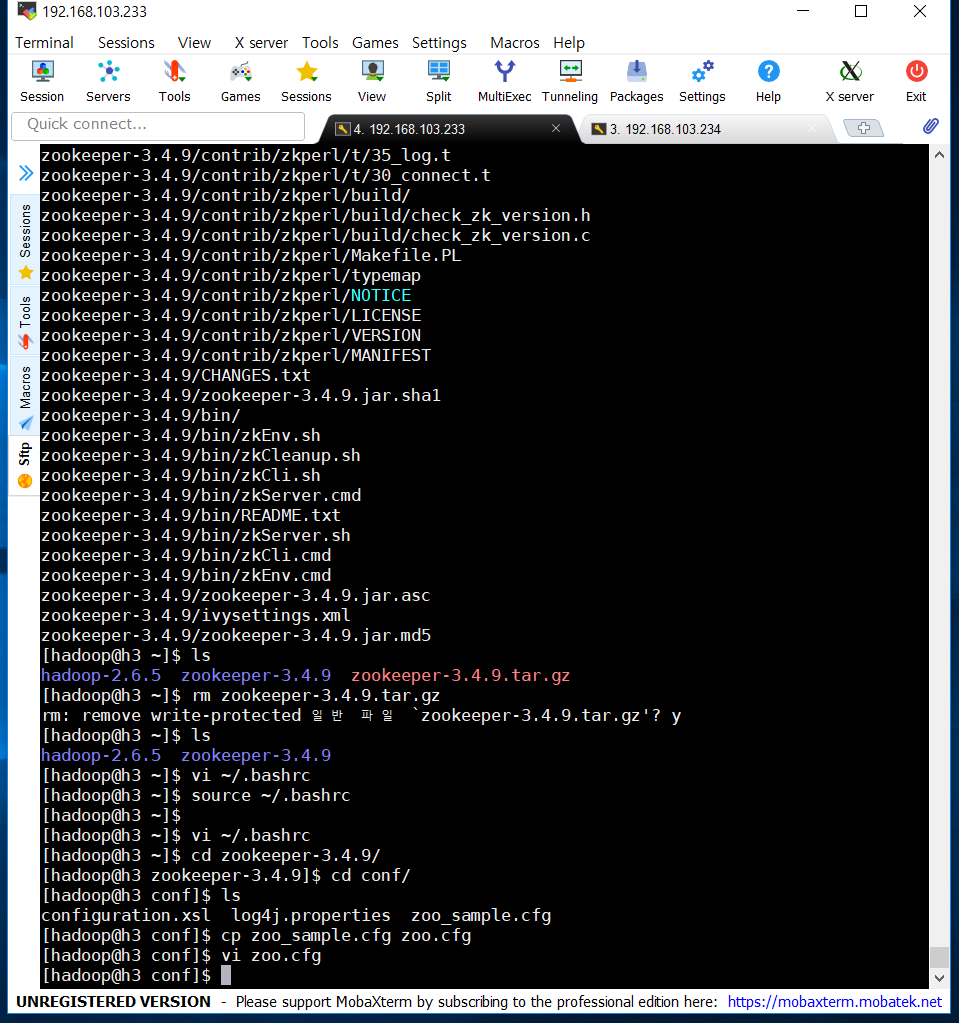 192.168.103.233
Terminal Sessions View X server Tools Games Settings Macros Help
Session Servers Tools Games Sessions View Split MultiExec Tunneling Packages Settings Help X server Exit
Quick connect... 4. 192.168.103.233 3. 192.168.103.234
Sessions
Tools
Macros
Sftp
zookeeper-3.4.9/contrib/zkperl/t/35_log.t
zookeeper-3.4.9/contrib/zkperl/t/30_connect.t
zookeeper-3.4.9/contrib/zkperl/build/
zookeeper-3.4.9/contrib/zkperl/build/check_zk_version.h
zookeeper-3.4.9/contrib/zkperl/build/check_zk_version.c
zookeeper-3.4.9/contrib/zkperl/Makefile.PL
zookeeper-3.4.9/contrib/zkperl/typemap
zookeeper-3.4.9/contrib/zkperl/NOTICE
zookeeper-3.4.9/contrib/zkperl/LICENSE
zookeeper-3.4.9/contrib/zkperl/VERSION
zookeeper-3.4.9/contrib/zkperl/MANIFEST
zookeeper-3.4.9/CHANGES.txt
zookeeper-3.4.9/zookeeper-3.4.9.jar.sha1
zookeeper-3.4.9/bin/
zookeeper-3.4.9/bin/zkEnv.sh
zookeeper-3.4.9/bin/zkCleanup.sh
zookeeper-3.4.9/bin/zkCli.sh
zookeeper-3.4.9/bin/zkServer.cmd
zookeeper-3.4.9/bin/README.txt
zookeeper-3.4.9/bin/zkServer.sh
zookeeper-3.4.9/bin/zkCli.cmd
zookeeper-3.4.9/bin/zkEnv.cmd
zookeeper-3.4.9/zookeeper-3.4.9.jar.asc
zookeeper-3.4.9/ivysettings.xml
zookeeper-3.4.9/zookeeper-3.4.9.jar.md5
[hadoop@h3 ~]$ ls
hadoop-2.6.5  zookeeper-3.4.9  zookeeper-3.4.9.tar.gz
[hadoop@h3 ~]$ rm zookeeper-3.4.9.tar.gz
rm: remove write-protected 일반 파일 `zookeeper-3.4.9.tar.gz'? y
[hadoop@h3 ~]$ ls
hadoop-2.6.5  zookeeper-3.4.9
[hadoop@h3 ~]$ vi ~/.bashrc
[hadoop@h3 ~]$ source ~/.bashrc
[hadoop@h3 ~]$
[hadoop@h3 ~]$ vi ~/.bashrc
[hadoop@h3 ~]$ cd zookeeper-3.4.9/
[hadoop@h3 zookeeper-3.4.9]$ cd conf/
[hadoop@h3 conf]$ ls
configuration.xsl  log4j.properties  zoo_sample.cfg
[hadoop@h3 conf]$ cp zoo_sample.cfg zoo.cfg
[hadoop@h3 conf]$ vi zoo.cfg
[hadoop@h3 conf]$
UNREGISTERED VERSION - Please support MobaXterm by subscribing to the professional edition here: https://mobaxterm.mobatek.net